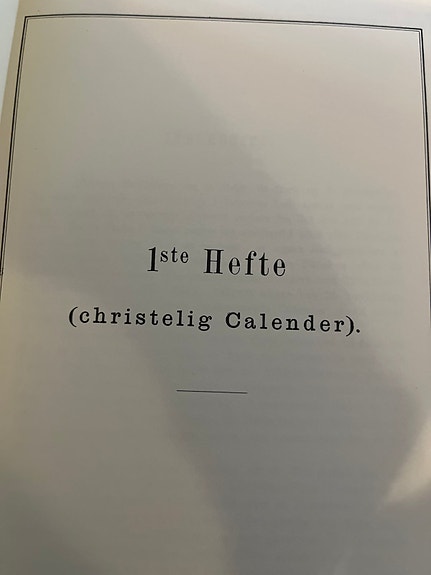 1ste Hefte
(christelig Calender).